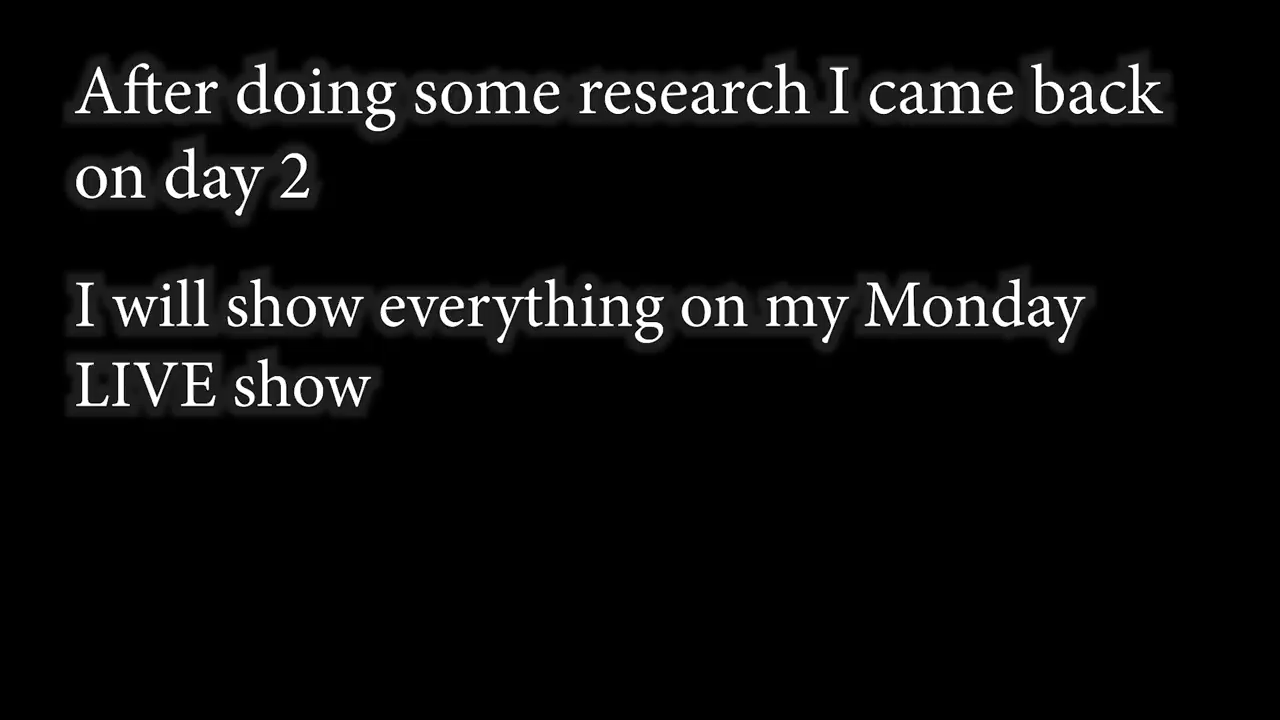 After doing some research I came back
on day 2
I will show everything on my Monday
LIVE show